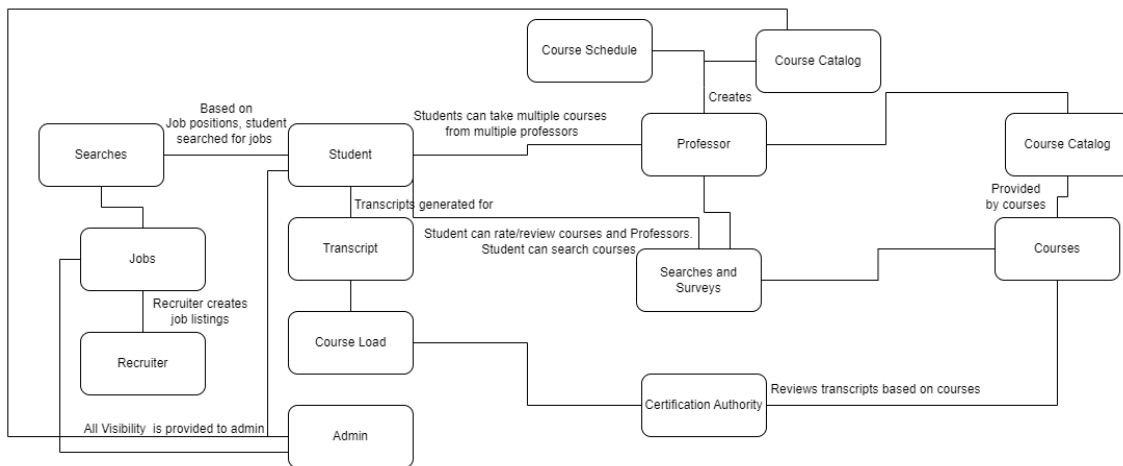 Course Schedule
Course Catalog
Creates
Based on
Job positions, student
searched for jobs
Students can take multiple courses
from multiple professors
Searches
Student
Professor
Course Catalog
Provided
by courses
Transcripts generated for
Student can rate/review courses and Professors.
Student can search courses
Transcript
Jobs
Searches and
Surveys
Courses
Recruiter creates
job listings
Recruiter
Course Load
Certification Authority
Reviews transcripts based on courses
All Visibility is provided to admin
Admin